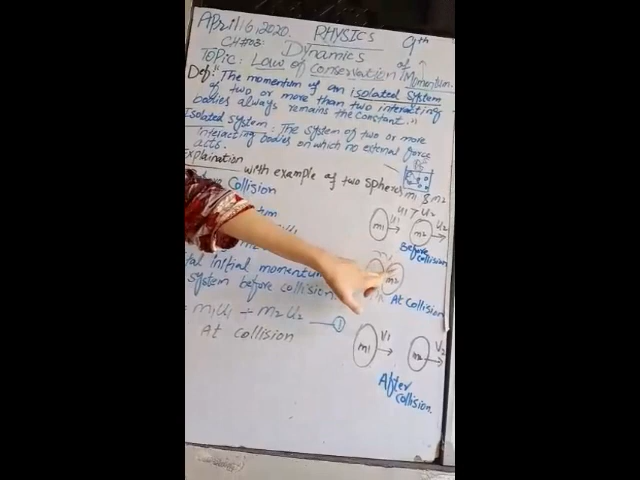 April 16, 2020. PHYSICS 9th
CH#03: Dynamics
Topic: Law of Conservation of Momentum.
Def: "The momentum of an isolated system
of two or more than two interacting
bodies always remains the constant."
Isolated system: The system of two or more
interacting bodies on which no external force
acts.
Explaination with example of two spheres m1 & m2
Collision
u1 > u2
m1 u1 m2 u2
Before collision
initial momentum
system before collision
m2
At collision
= m1u1 + m2u2 — 1
At collision
m1 V1 m2 V2
After collision